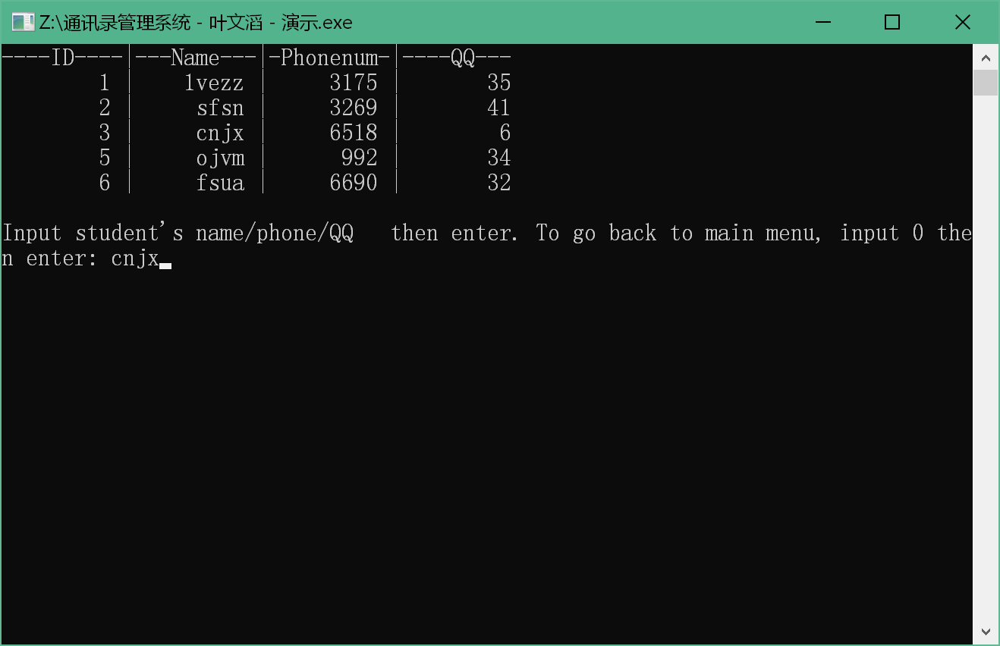 Z:\通讯录管理系统 - 叶文滔 - 演示.exe
----ID----|---Name---|-Phonenum-|----QQ---
1 | lvezz | 3175 | 35
2 | sfsn | 3269 | 41
3 | cnjx | 6518 | 6
5 | ojvm | 992 | 34
6 | fsua | 6690 | 32
Input student's name/phone/QQ   then enter. To go back to main menu, input 0 the
n enter: cnjx